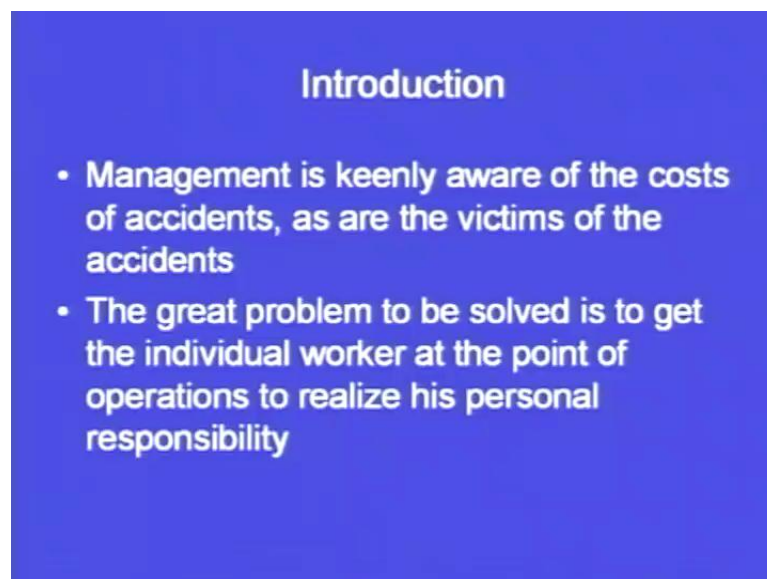 Introduction
• Management is keenly aware of the costs
of accidents, as are the victims of the
accidents
• The great problem to be solved is to get
the individual worker at the point of
operations to realize his personal
responsibility